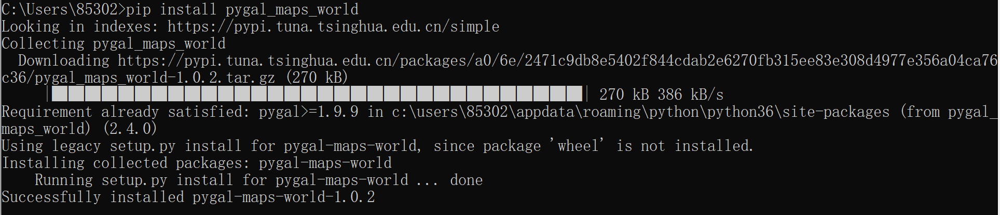 C:\Users\85302>pip install pygal_maps_world
Looking in indexes: https://pypi.tuna.tsinghua.edu.cn/simple
Collecting pygal_maps_world
  Downloading https://pypi.tuna.tsinghua.edu.cn/packages/a0/6e/2471c9db8e5402f844cdab2e6270fb315ee83e308d4977e356a04ca76
c36/pygal_maps_world-1.0.2.tar.gz (270 kB)
     |████████████████████████████████| 270 kB 386 kB/s
Requirement already satisfied: pygal>=1.9.9 in c:\users\85302\appdata\roaming\python\python36\site-packages (from pygal_
maps_world) (2.4.0)
Using legacy setup.py install for pygal-maps-world, since package 'wheel' is not installed.
Installing collected packages: pygal-maps-world
    Running setup.py install for pygal-maps-world ... done
Successfully installed pygal-maps-world-1.0.2